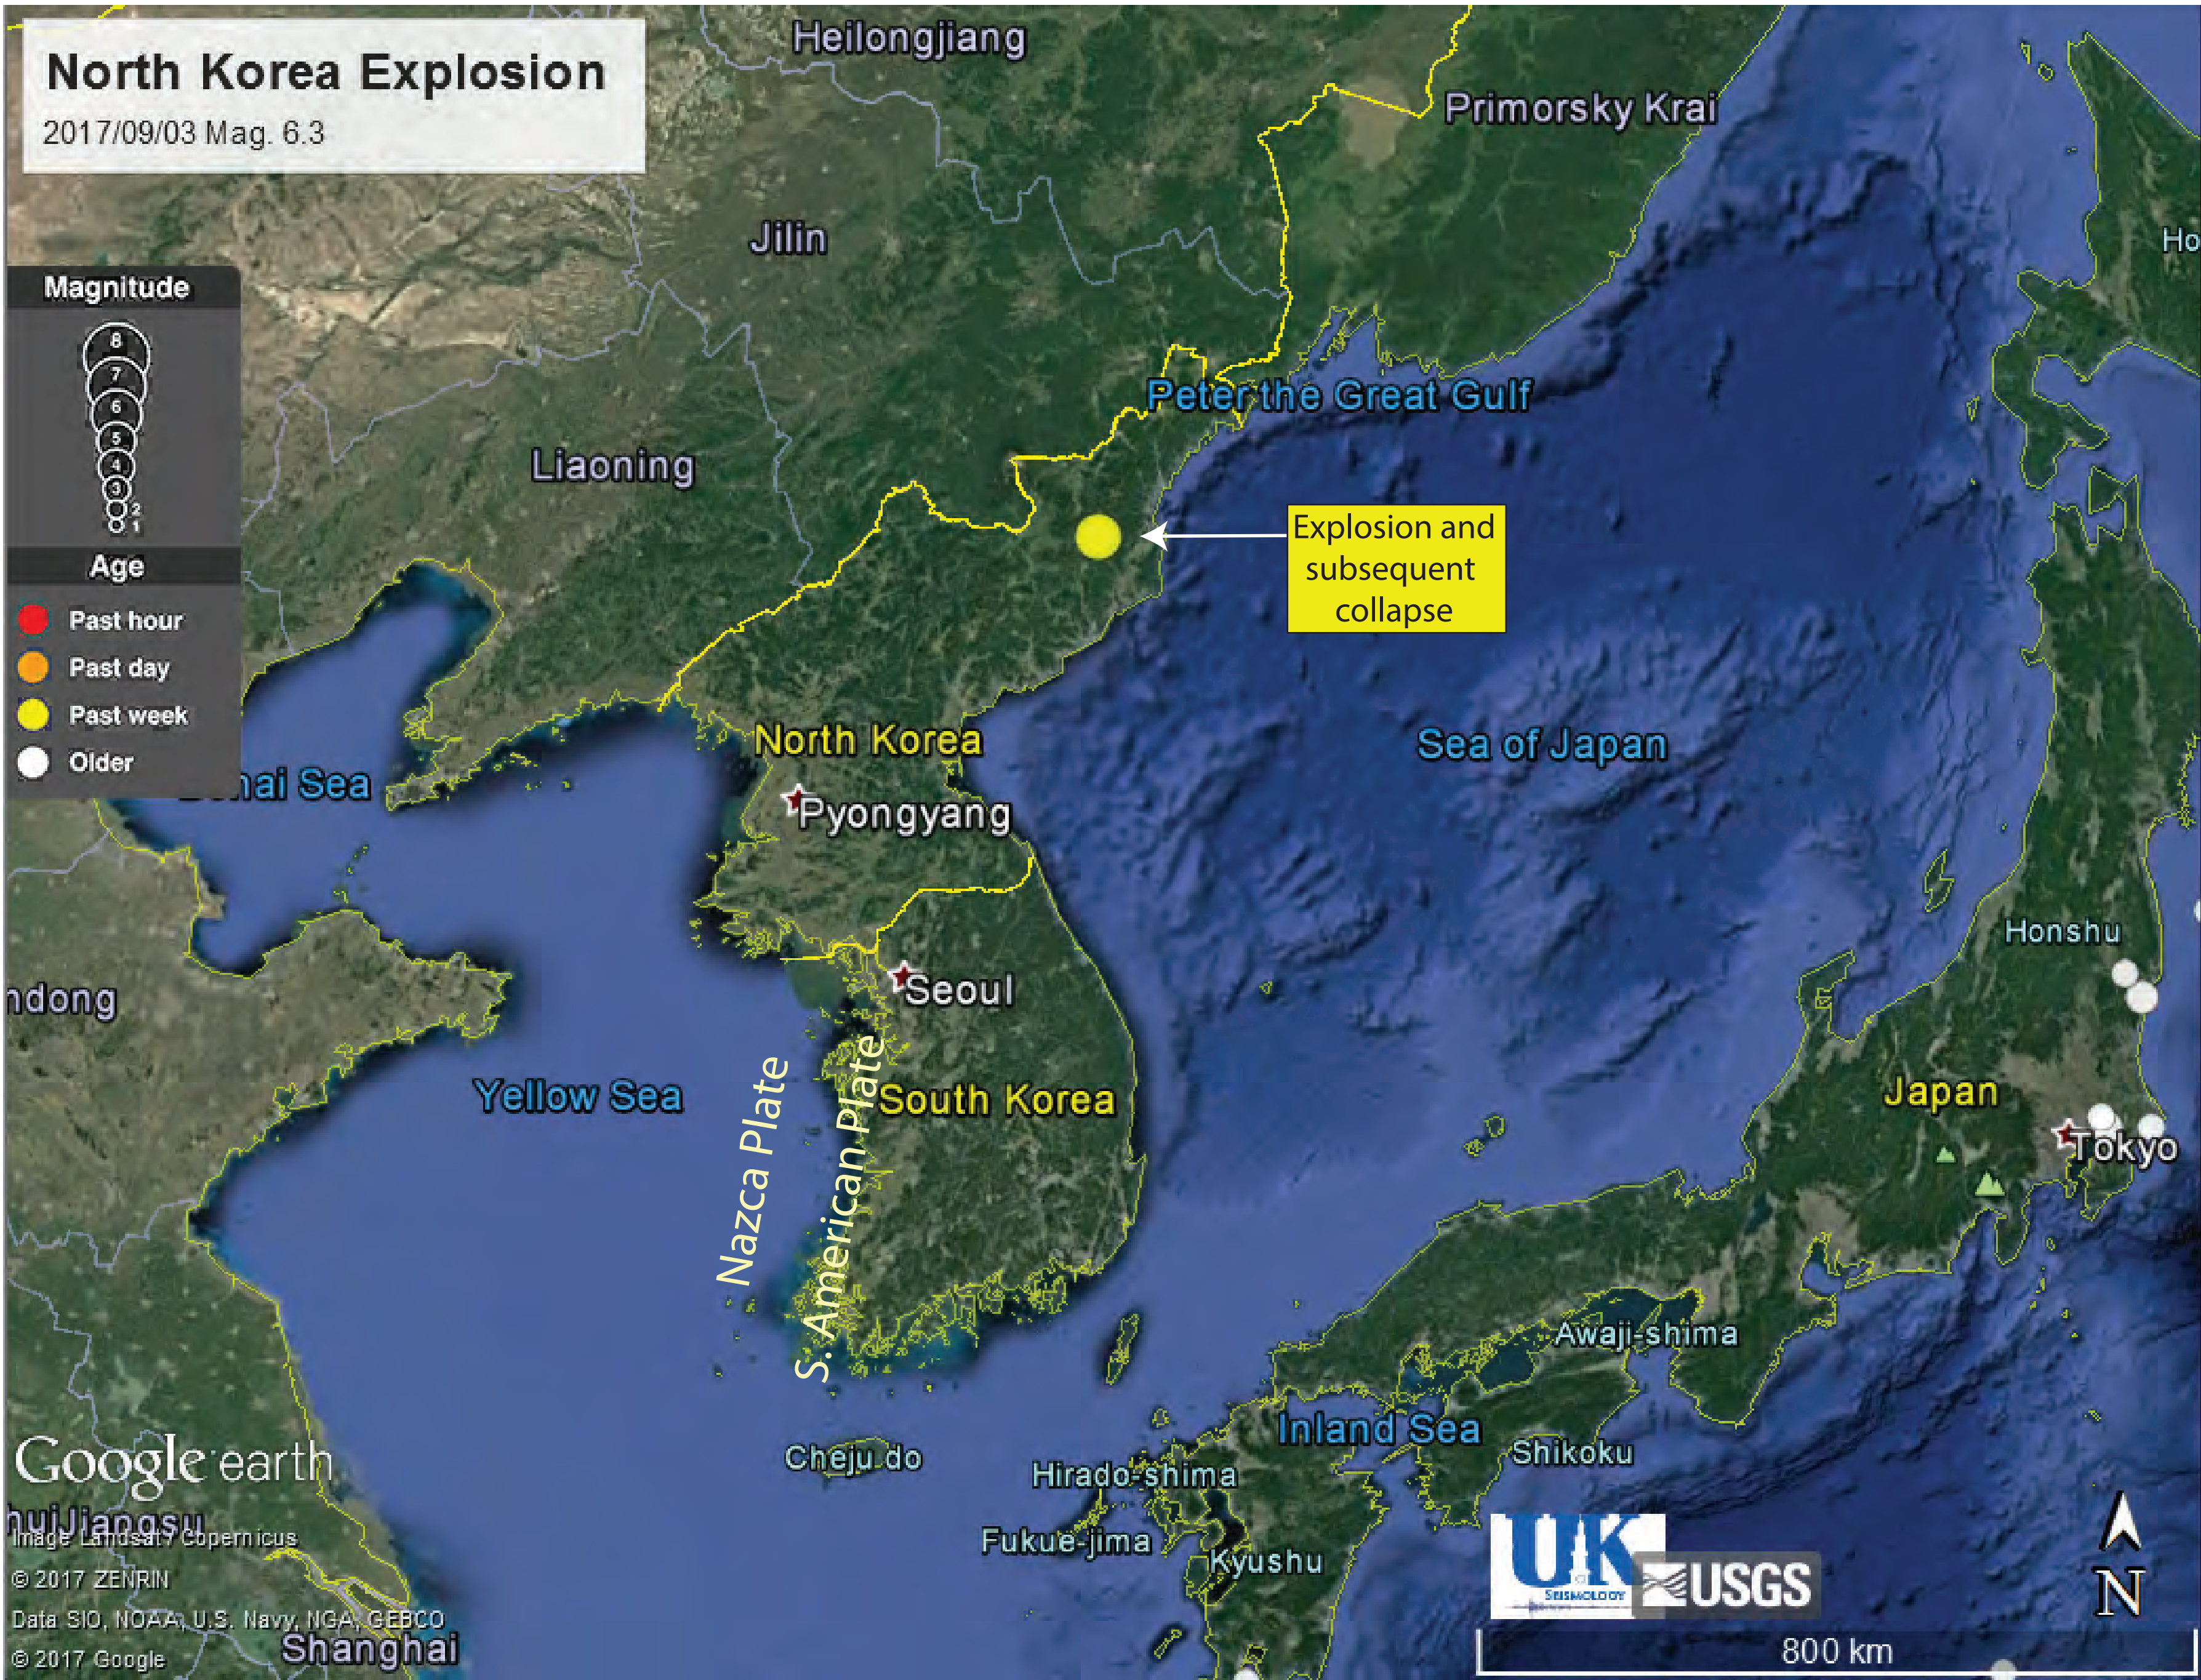 North Korea Explosion
2017/09/03 Mag. 6.3
Heilongjiang
Primorsky Krai
Jilin
Ho
Magnitude
8
7
6
5
4
3
2
1
Age
Past hour
Past day
Past week
Older
Peter the Great Gulf
Liaoning
Explosion and
subsequent
collapse
North Korea
Sea of Japan
hai Sea
Pyongyang
Honshu
Seoul
ndong
Nazca Plate
S. American Plate
Yellow Sea
South Korea
Japan
Tokyo
Awaji-shima
Inland Sea
Shikoku
Cheju do
Hirado-shima
Fukue-jima
Kyushu
Google earth
huiJiangsu
Image Landsat / Copernicus
© 2017 ZENRIN
Data SIO, NOAA, U.S. Navy, NGA, GEBCO
Shanghai
© 2017 Google
UK
SEISMOLOGY
USGS
N
800 km